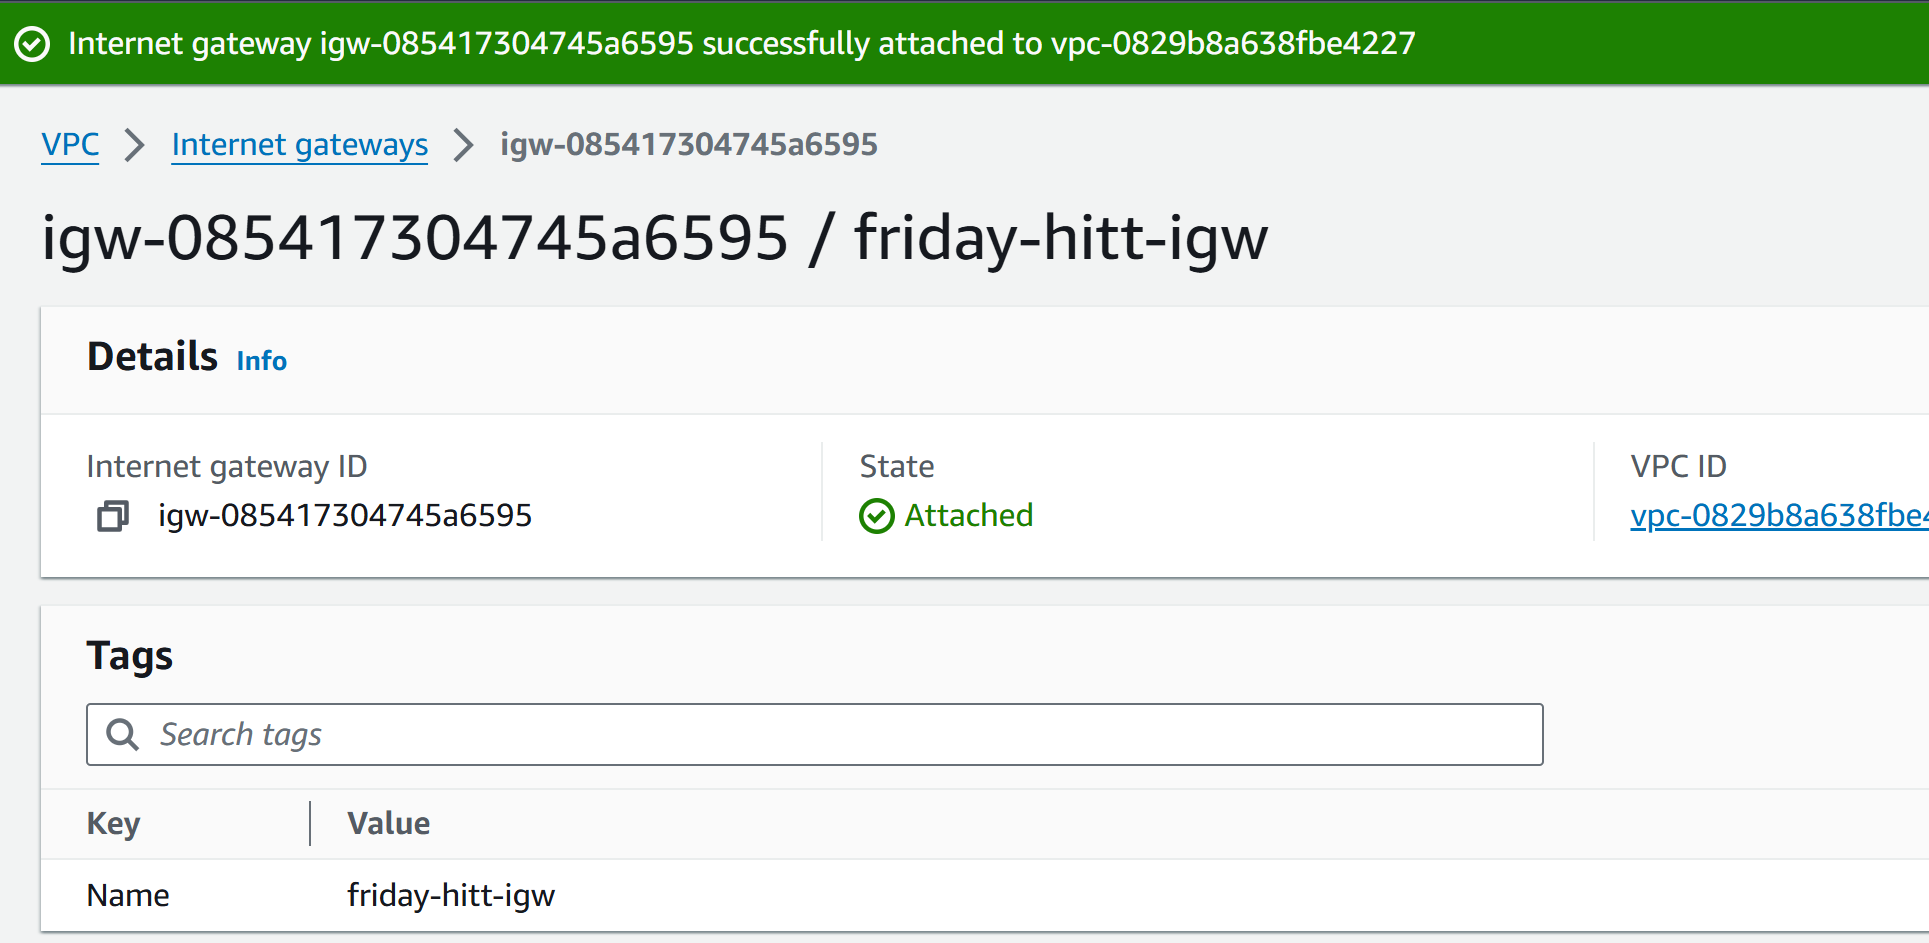 Internet gateway igw-085417304745a6595 successfully attached to vpc-0829b8a638fbe4227
VPC > Internet gateways > igw-085417304745a6595
igw-085417304745a6595 / friday-hitt-igw
Details Info
Internet gateway ID State VPC ID
igw-085417304745a6595 Attached vpc-0829b8a638fbe4
Tags
Search tags
Key Value
Name friday-hitt-igw